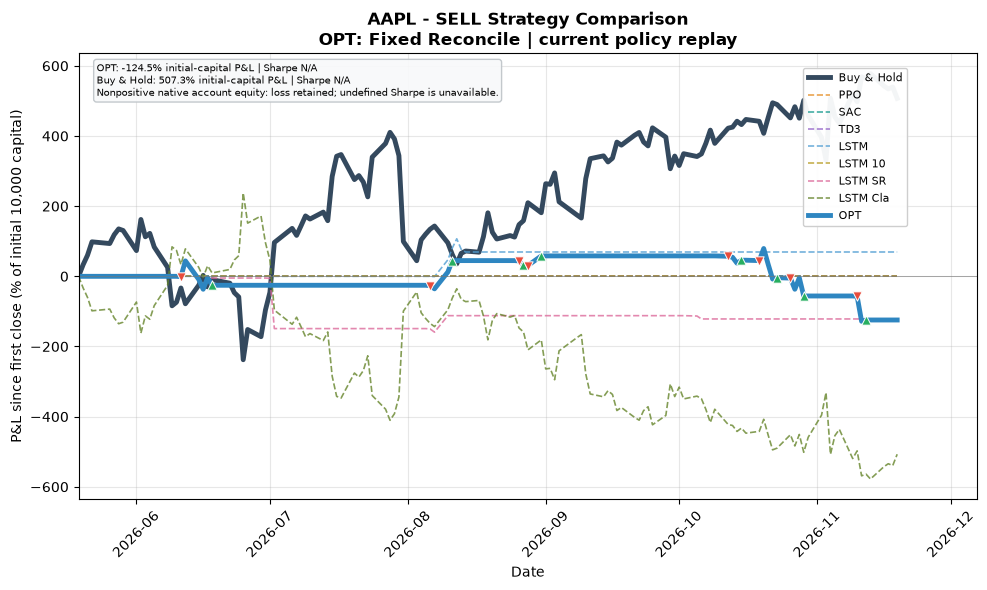 AAPL - SELL Strategy Comparison
OPT: Fixed Reconcile | current policy replay
OPT: -124.5% initial-capital P&L | Sharpe N/A
Buy & Hold: 507.3% initial-capital P&L | Sharpe N/A
Nonpositive native account equity: loss retained; undefined Sharpe is unavailable.
Buy & Hold
PPO
SAC
TD3
LSTM
LSTM 10
LSTM SR
LSTM Cla
OPT
P&L since first close (% of initial 10,000 capital)
600
400
200
0
−200
−400
−600
2026-06
2026-07
2026-08
2026-09
2026-10
2026-11
2026-12
Date